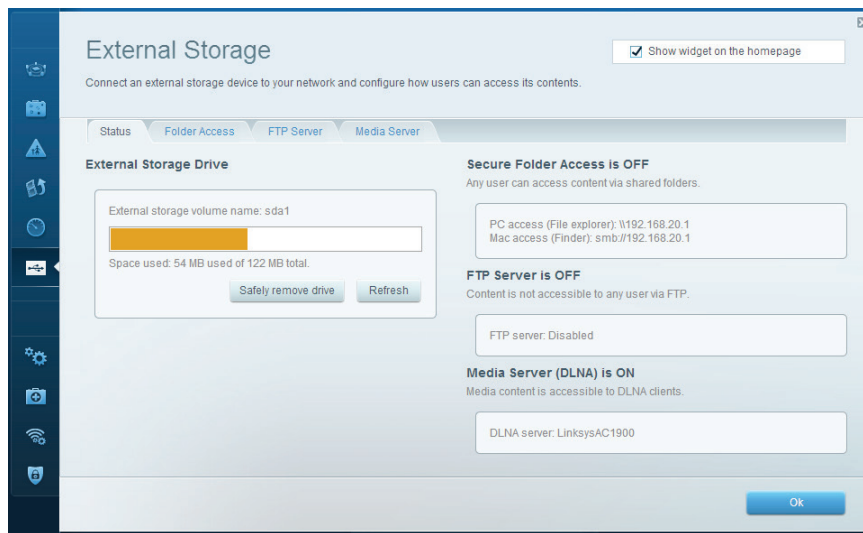 External Storage
Show widget on the homepage
Connect an external storage device to your network and configure how users can access its contents.
Status
Folder Access
FTP Server
Media Server
External Storage Drive
External storage volume name: sda1
Space used: 54 MB used of 122 MB total.
Safely remove drive
Refresh
Secure Folder Access is OFF
Any user can access content via shared folders.
PC access (File explorer): \\192.168.20.1
Mac access (Finder): smb://192.168.20.1
FTP Server is OFF
Content is not accessible to any user via FTP.
FTP server: Disabled
Media Server (DLNA) is ON
Media content is accessible to DLNA clients.
DLNA server: LinksysAC1900
Ok